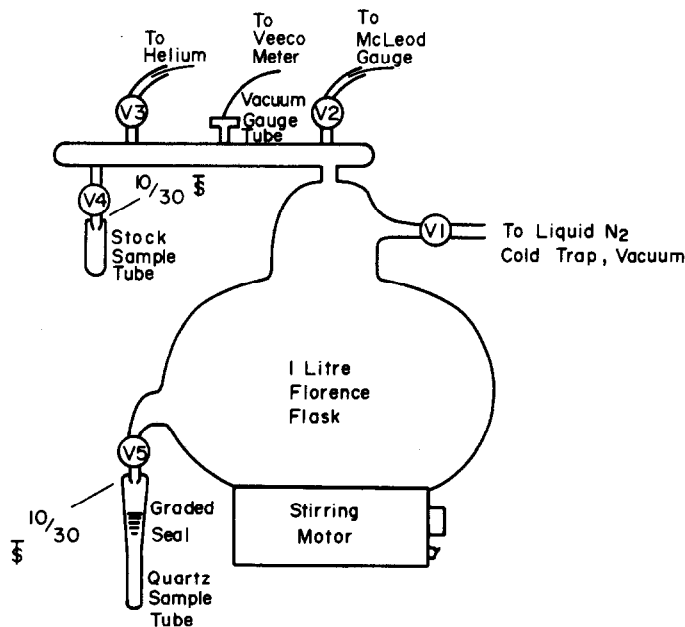 To
Helium
To
Veeco
Meter
To
McLeod
Gauge
V3
Vacuum
Gauge
Tube
V2
V4
10/30 T$
Stock
Sample
Tube
V1
To Liquid N2
Cold Trap, Vacuum
1 Litre
Florence
Flask
V5
10/30
T$
Graded
Seal
Stirring
Motor
Quartz
Sample
Tube